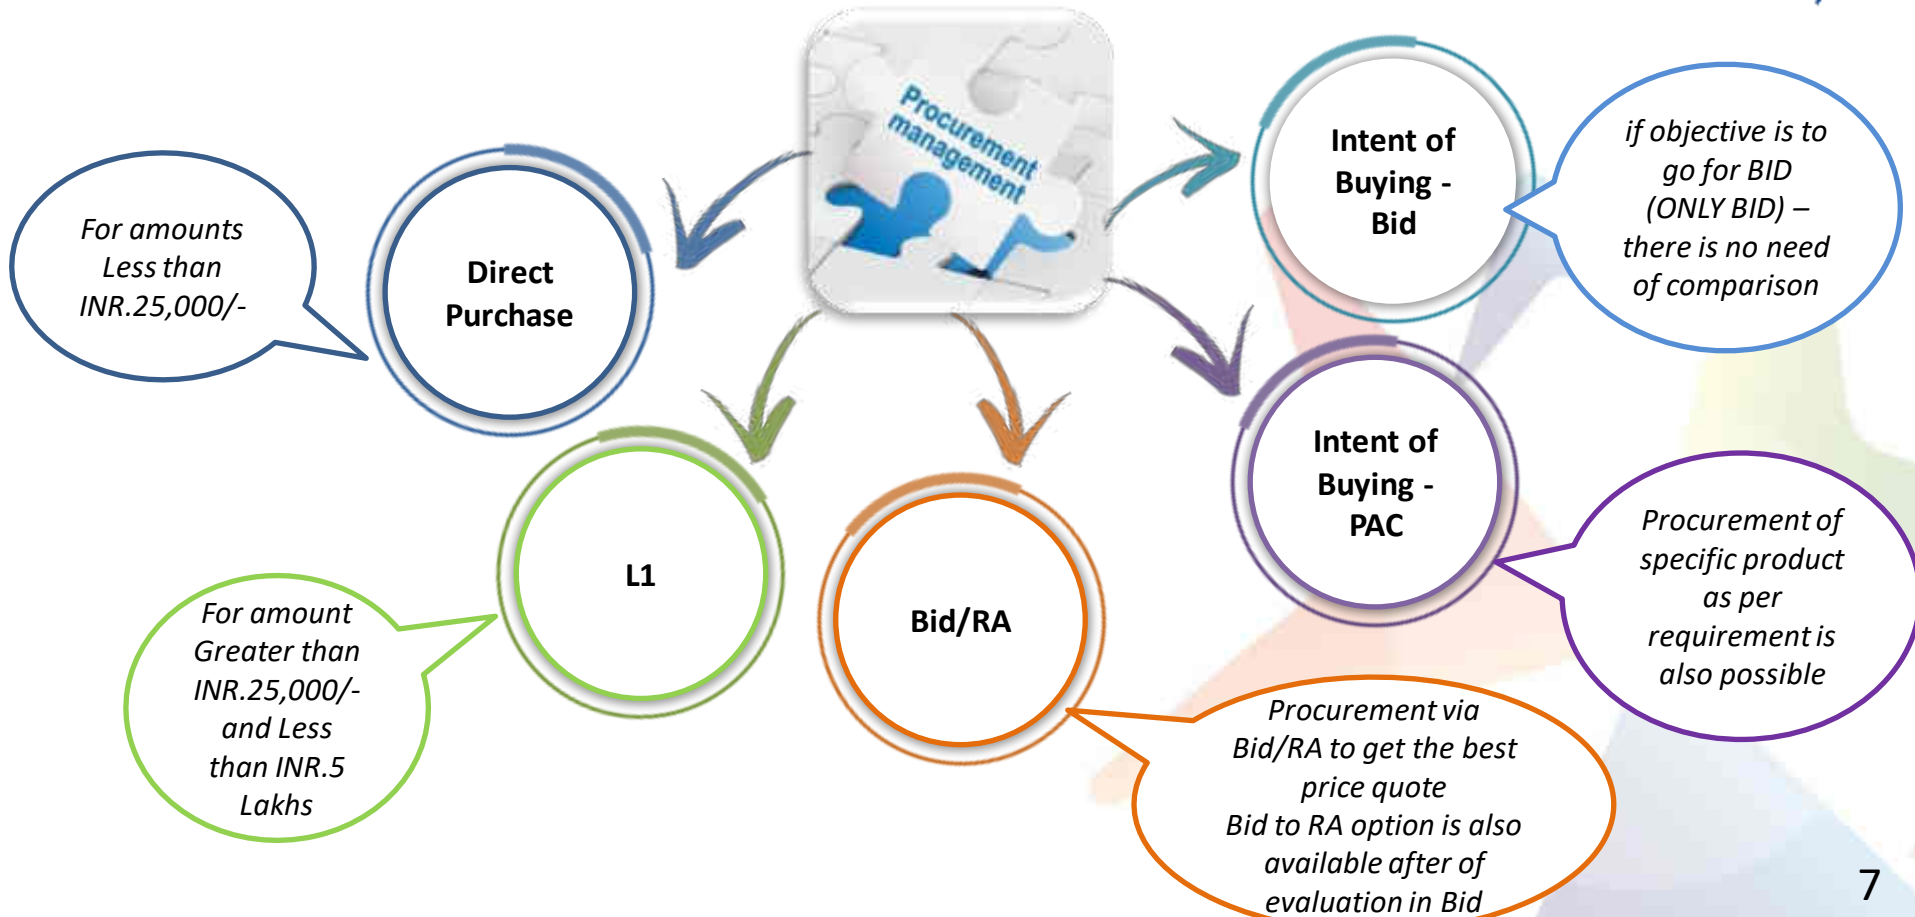 Procurement
management
For amounts
Less than
INR.25,000/-
Direct
Purchase
Intent of
Buying -
Bid
if objective is to
go for BID
(ONLY BID) –
there is no need
of comparison
For amount
Greater than
INR.25,000/-
and Less
than INR.5
Lakhs
L1
Bid/RA
Procurement via
Bid/RA to get the best
price quote
Bid to RA option is also
available after of
evaluation in Bid
Intent of
Buying -
PAC
Procurement of
specific product
as per
requirement is
also possible
7